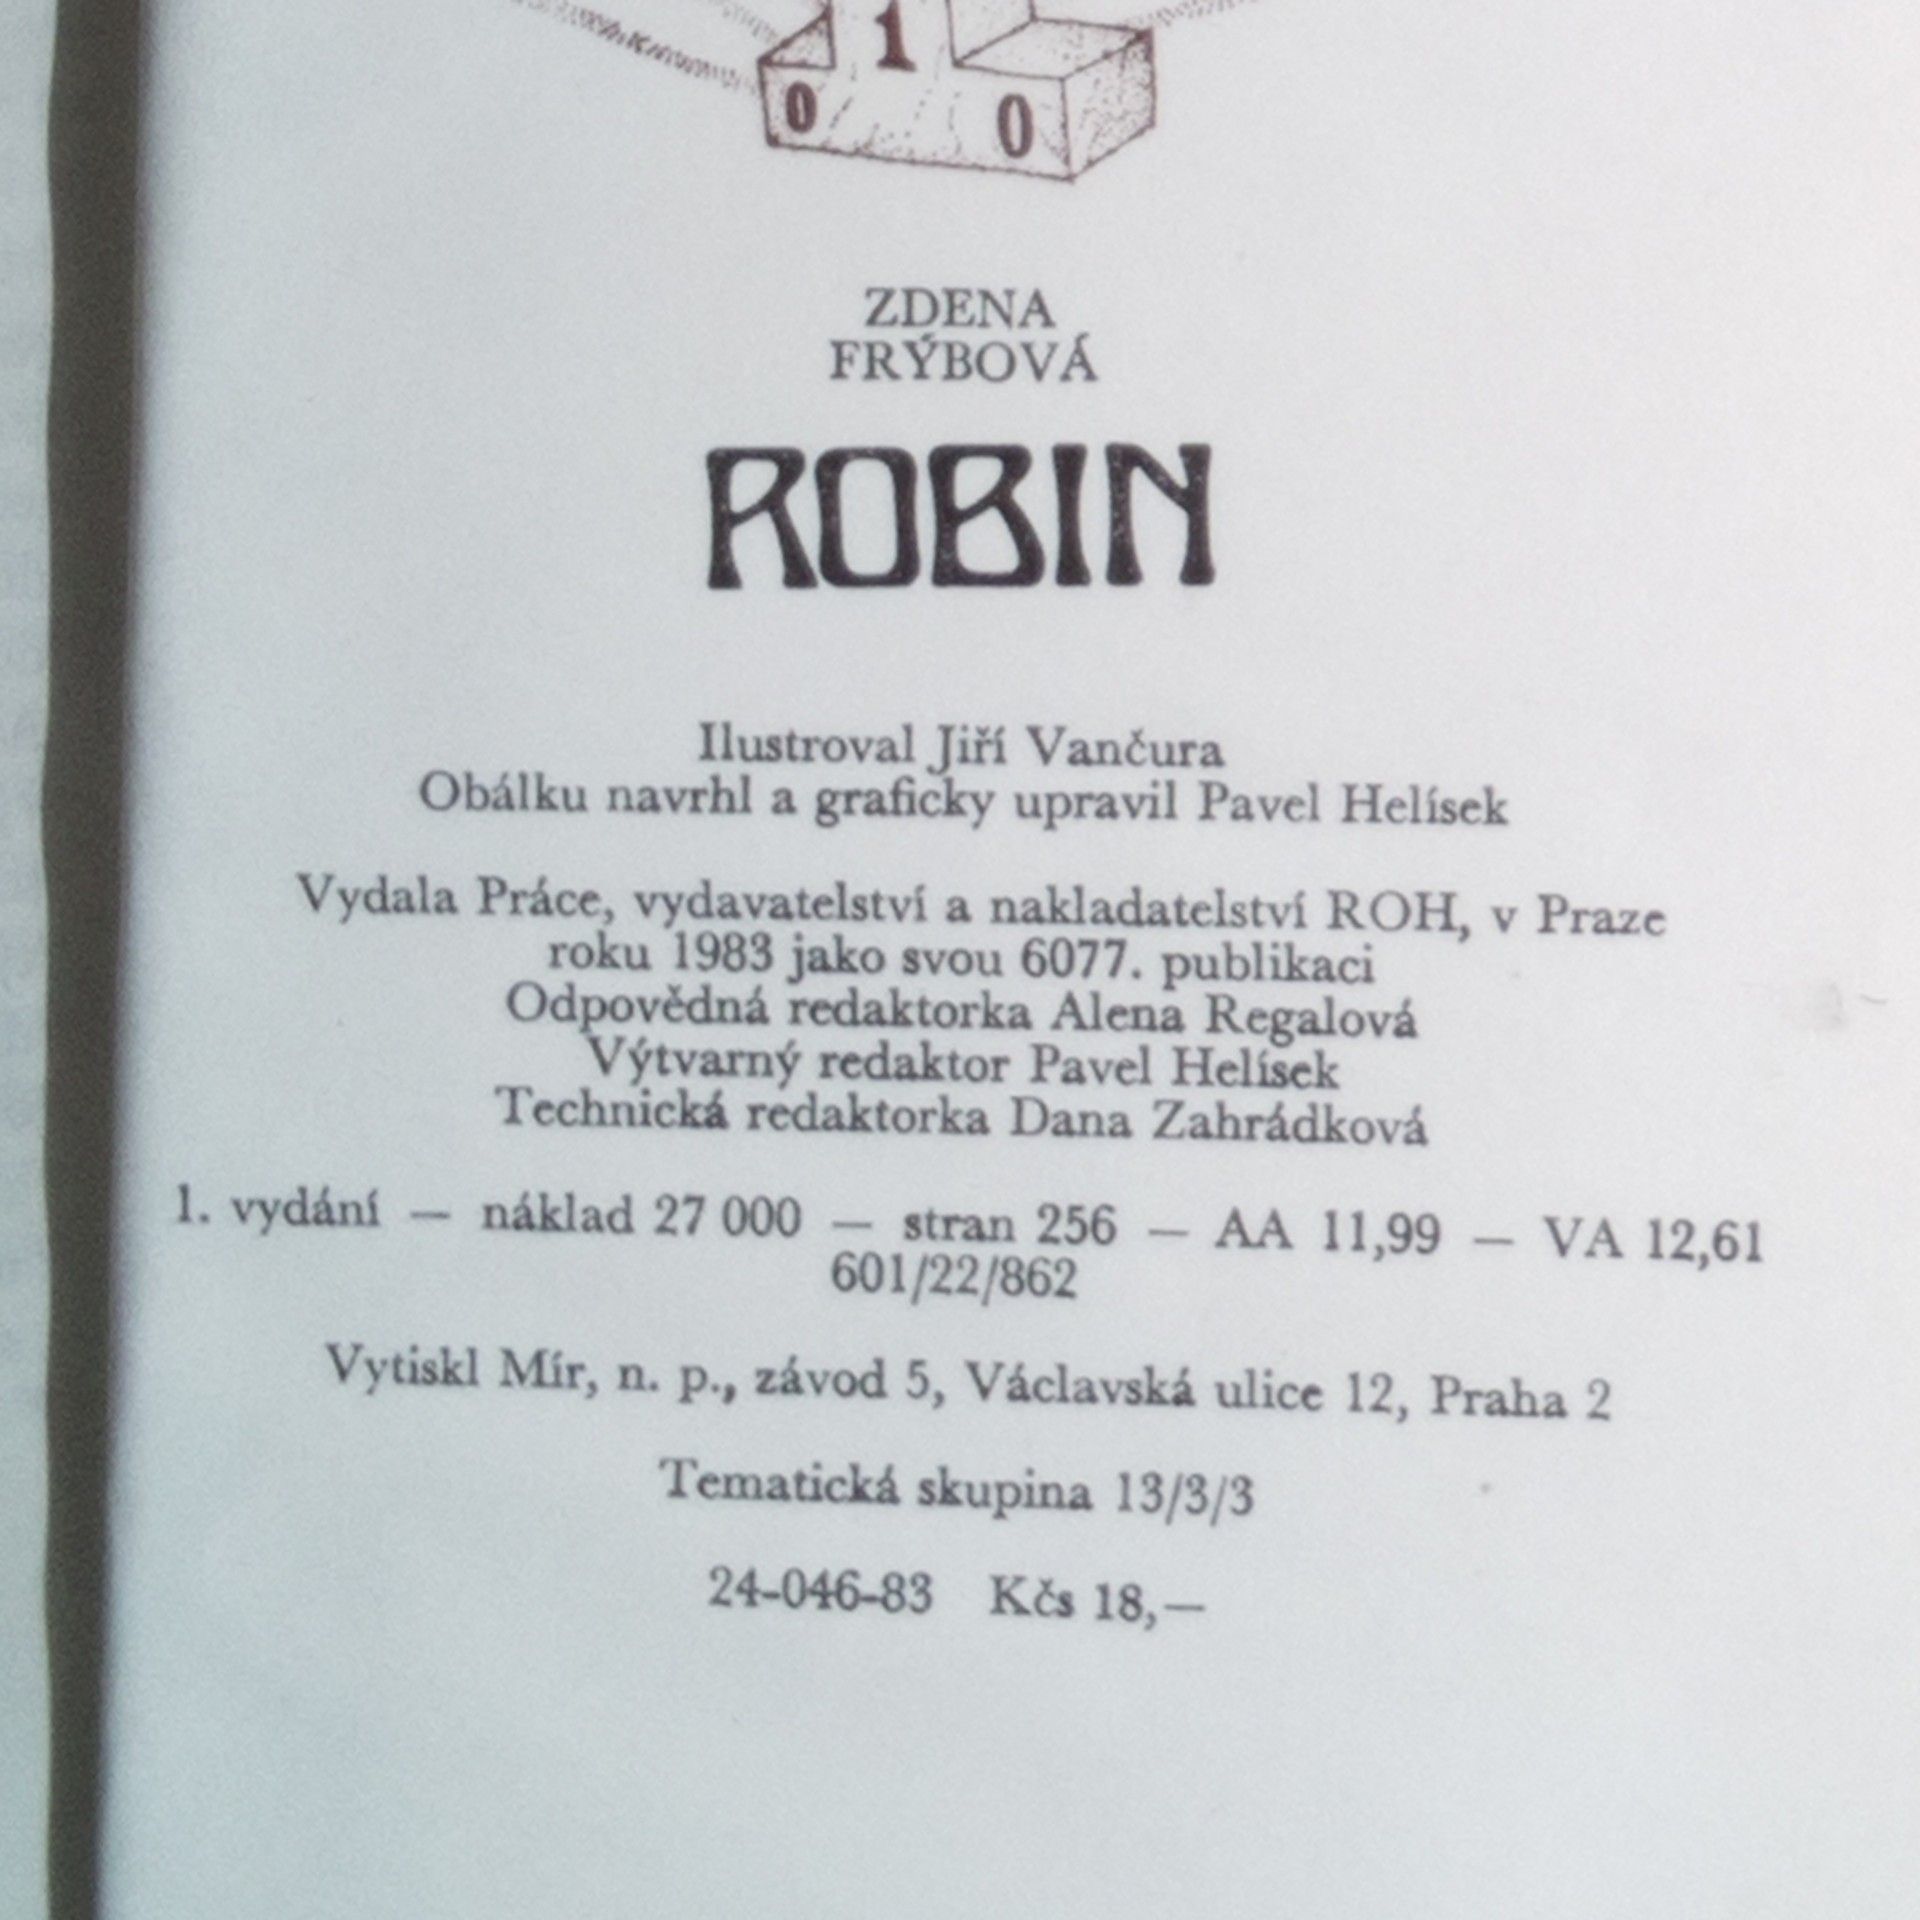 1
0 0
ZDENA
FRÝBOVÁ
ROBIN
Ilustroval Jiří Vančura
Obálku navrhl a graficky upravil Pavel Helísek
Vydala Práce, vydavatelství a nakladatelství ROH, v Praze
roku 1983 jako svou 6077. publikaci
Odpovědná redaktorka Alena Regalová
Výtvarný redaktor Pavel Helísek
Technická redaktorka Dana Zahrádková
1. vydání — náklad 27 000 — stran 256 — AA 11,99 — VA 12,61
601/22/862
Vytiskl Mír, n. p., závod 5, Václavská ulice 12, Praha 2
Tematická skupina 13/3/3
24-046-83 Kčs 18,—